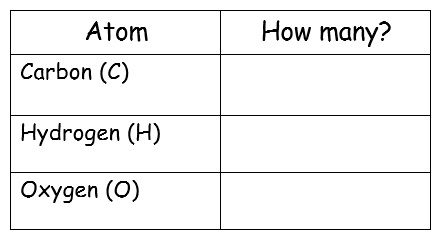 Atom How many?
Carbon (C)
Hydrogen (H)
Oxygen (O)